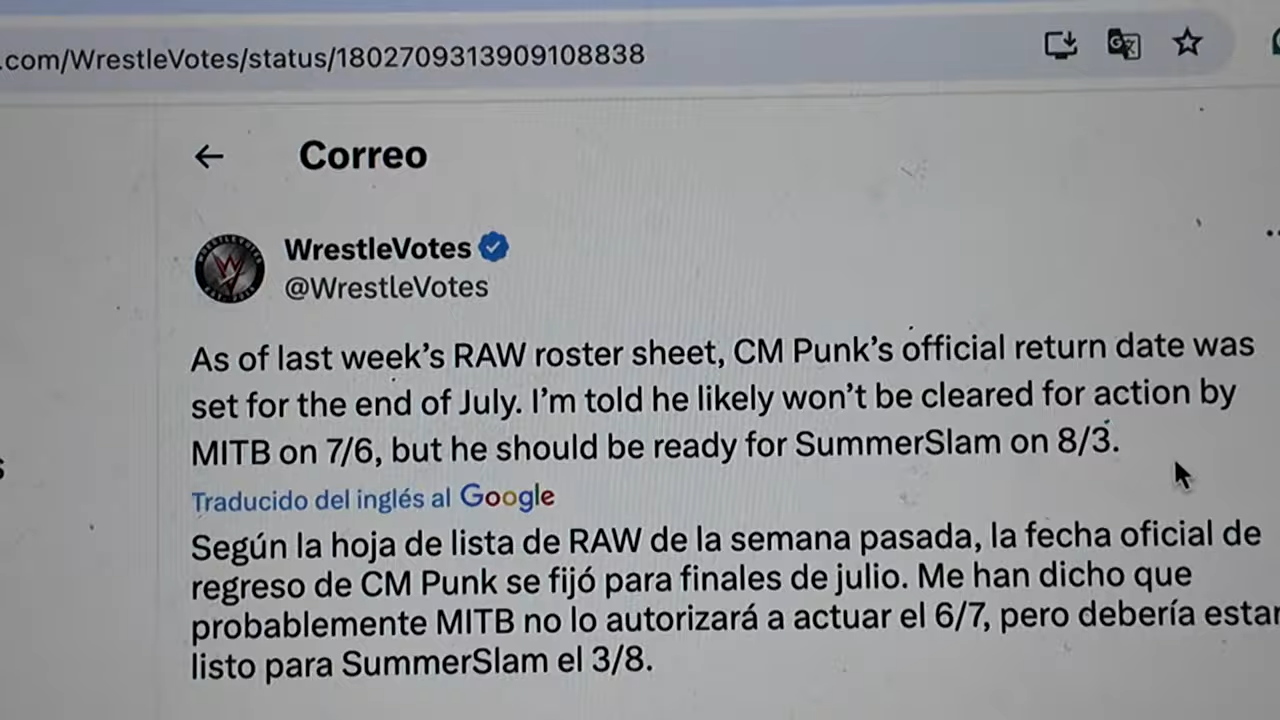 .com/WrestleVotes/status/1802709313909108838
Correo
WrestleVotes
@WrestleVotes
As of last week's RAW roster sheet, CM Punk's official return date was
set for the end of July. I'm told he likely won't be cleared for action by
MITB on 7/6, but he should be ready for SummerSlam on 8/3.
Traducido del inglés al Google
Según la hoja de lista de RAW de la semana pasada, la fecha oficial de
regreso de CM Punk se fijó para finales de julio. Me han dicho que
probablemente MITB no lo autorizará a actuar el 6/7, pero debería estar
listo para SummerSlam el 3/8.